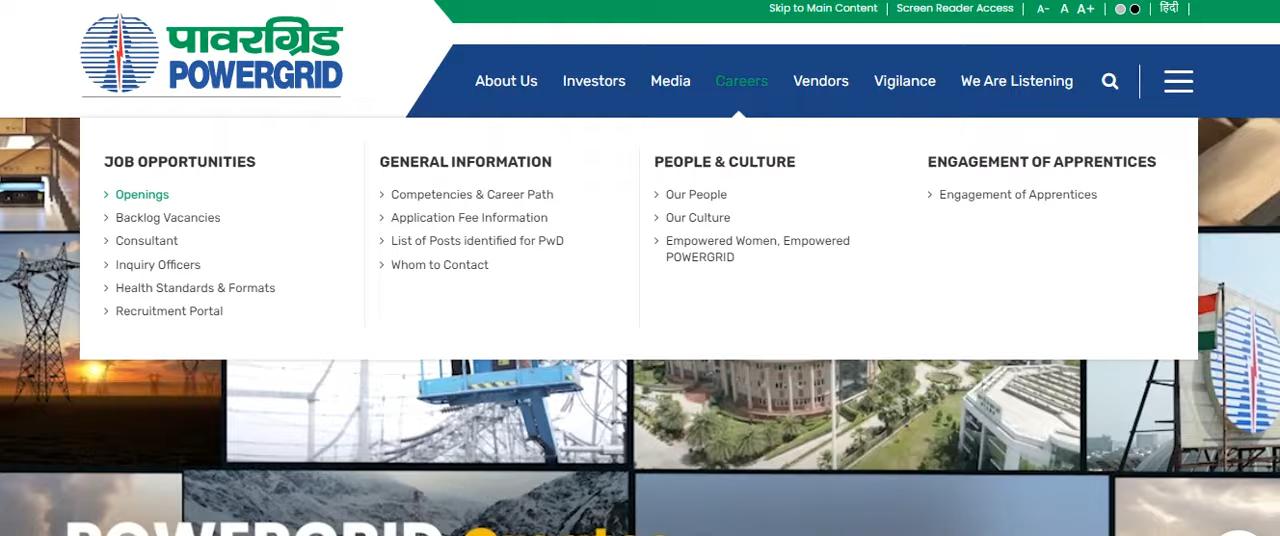 Skip to Main Content
Screen Reader Access
A- A A+
हिंदी
पावरग्रिड
POWERGRID
About Us
Investors
Media
Careers
Vendors
Vigilance
We Are Listening
JOB OPPORTUNITIES
Openings
Backlog Vacancies
Consultant
Inquiry Officers
Health Standards & Formats
Recruitment Portal
GENERAL INFORMATION
Competencies & Career Path
Application Fee Information
List of Posts identified for PwD
Whom to Contact
PEOPLE & CULTURE
Our People
Our Culture
Empowered Women, Empowered
POWERGRID
ENGAGEMENT OF APPRENTICES
Engagement of Apprentices
POWERGRID